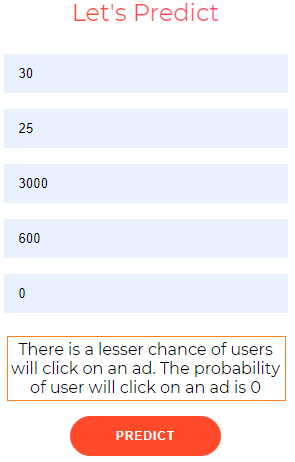 Let's Predict
30
25
3000
600
0
There is a lesser chance of users
will click on an ad. The probability
of user will click on an ad is 0
PREDICT